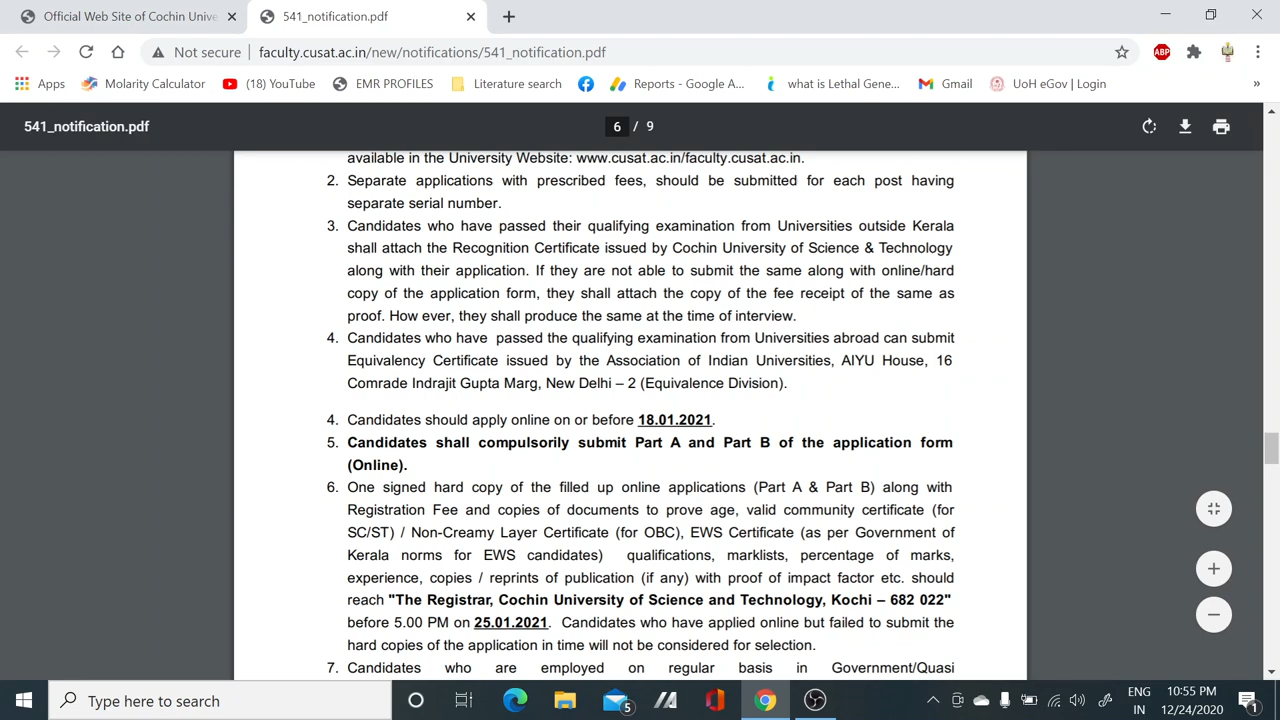 Official Web Site of Cochin Unive
541_notification.pdf
Not secure
faculty.cusat.ac.in/new/notifications/541_notification.pdf
ABP
Apps
Molarity Calculator
(18) YouTube
EMR PROFILES
Literature search
Reports - Google A...
what is Lethal Gene...
Gmail
UoH eGov | Login
»
541_notification.pdf
6 / 9
available in the University Website: www.cusat.ac.in/faculty.cusat.ac.in.
2. Separate applications with prescribed fees, should be submitted for each post having
separate serial number.
3. Candidates who have passed their qualifying examination from Universities outside Kerala
shall attach the Recognition Certificate issued by Cochin University of Science & Technology
along with their application. If they are not able to submit the same along with online/hard
copy of the application form, they shall attach the copy of the fee receipt of the same as
proof. How ever, they shall produce the same at the time of interview.
4. Candidates who have passed the qualifying examination from Universities abroad can submit
Equivalency Certificate issued by the Association of Indian Universities, AIYU House, 16
Comrade Indrajit Gupta Marg, New Delhi – 2 (Equivalence Division).
4. Candidates should apply online on or before 18.01.2021.
5. Candidates shall compulsorily submit Part A and Part B of the application form
(Online).
6. One signed hard copy of the filled up online applications (Part A & Part B) along with
Registration Fee and copies of documents to prove age, valid community certificate (for
SC/ST) / Non-Creamy Layer Certificate (for OBC), EWS Certificate (as per Government of
Kerala norms for EWS candidates) qualifications, marklists, percentage of marks,
experience, copies / reprints of publication (if any) with proof of impact factor etc. should
reach "The Registrar, Cochin University of Science and Technology, Kochi – 682 022"
before 5.00 PM on 25.01.2021. Candidates who have applied online but failed to submit the
hard copies of the application in time will not be considered for selection.
7. Candidates who are employed on regular basis in Government/Quasi
Type here to search
5
ENG
IN
10:55 PM
12/24/2020
1